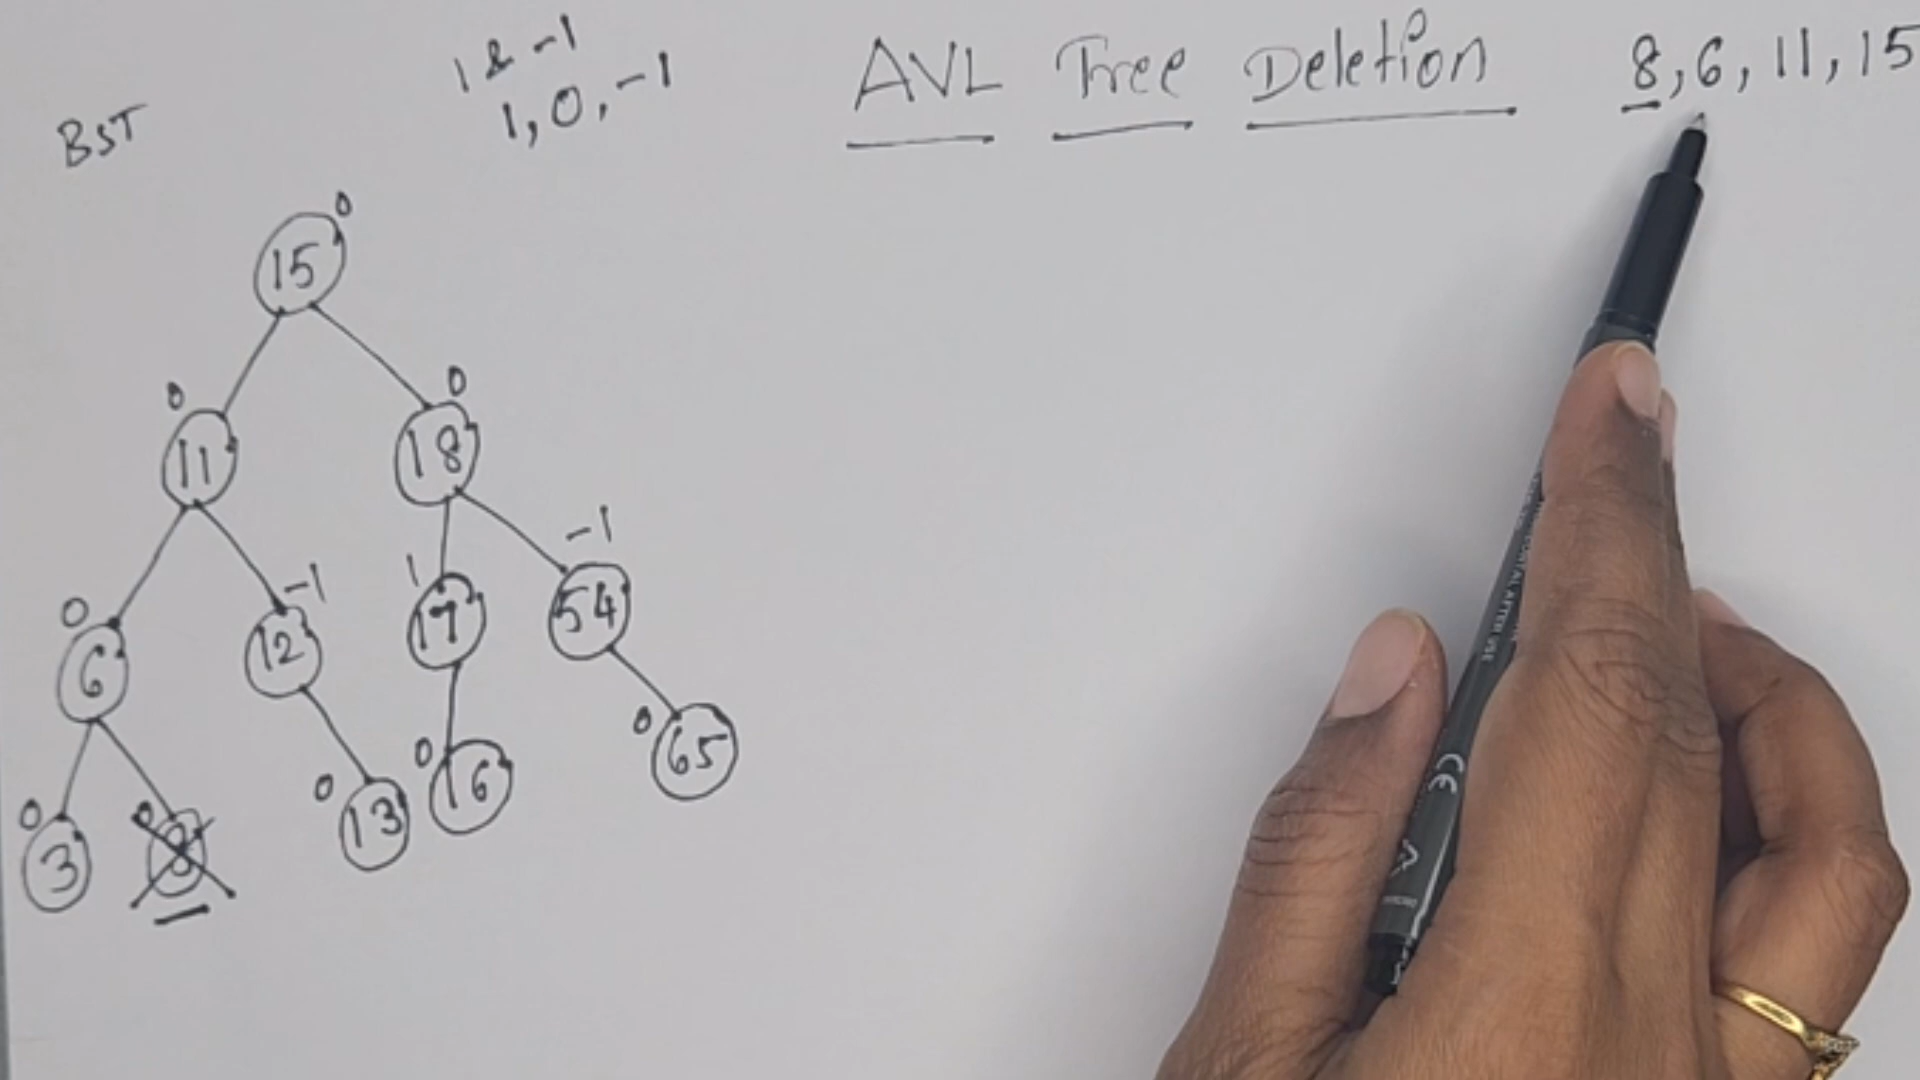 AVL Tree Deletion 8, 6, 11, 15
1 & -1
1, 0, -1
BST
0
15
0 0
11 18
0 -1 1 -1
6 12 17 54
0 0 0 0 0
3 8 13 16 65
CE